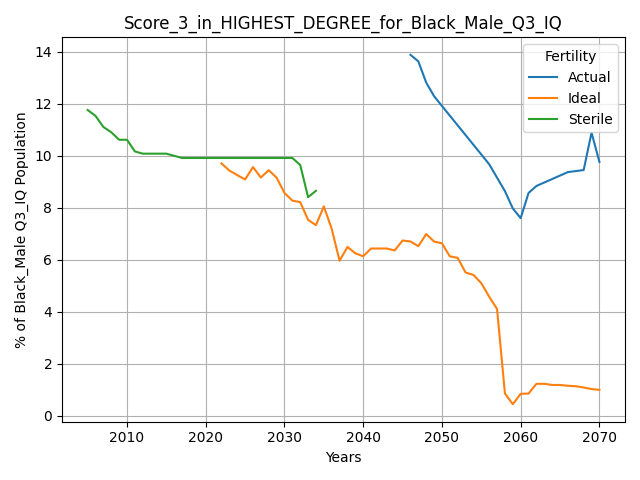 Score_3_in_HIGHEST_DEGREE_for_Black_Male_Q3_IQ
% of Black_Male Q3_IQ Population
14
12
10
8
6
4
2
0
Fertility
Actual
Ideal
Sterile
2010 2020 2030 2040 2050 2060 2070
Years